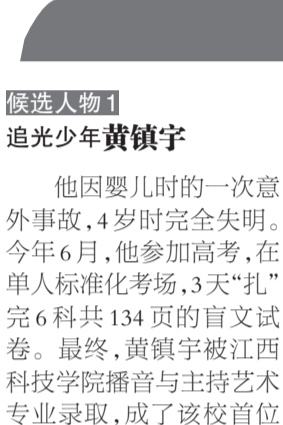 候选人物1
追光少年黄镇宇
他因婴儿时的一次意
外事故,4岁时完全失明。
今年6月,他参加高考,在
单人标准化考场,3天“扎”
完6科共134页的盲文试
卷。最终,黄镇宇被江西
科技学院播音与主持艺术
专业录取,成了该校首位